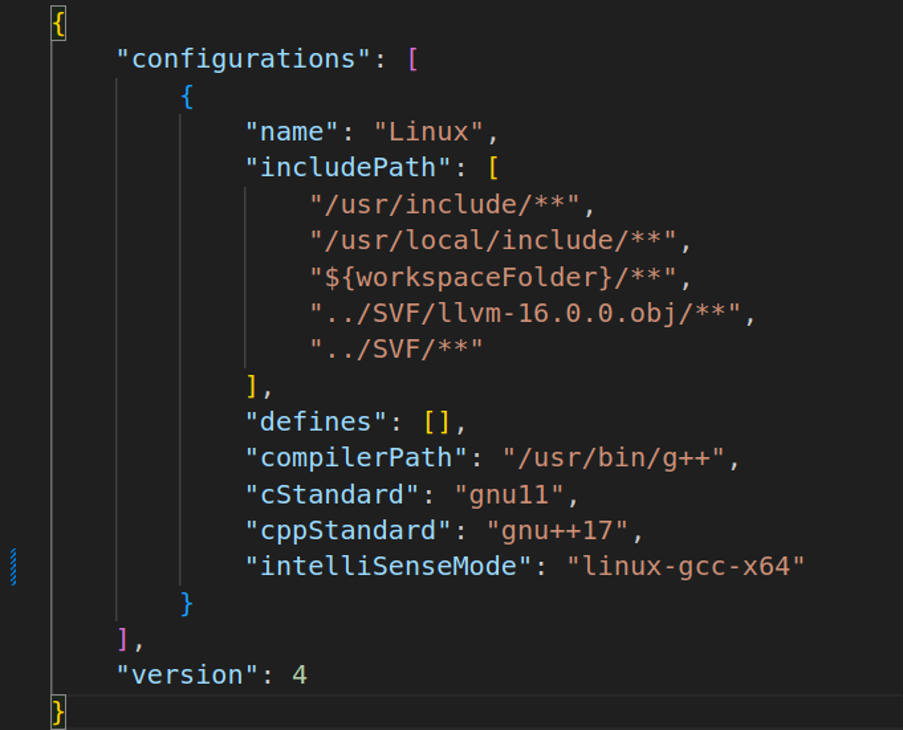 {
    "configurations": [
        {
            "name": "Linux",
            "includePath": [
                "/usr/include/**",
                "/usr/local/include/**",
                "${workspaceFolder}/**",
                "../SVF/llvm-16.0.0.obj/**",
                "../SVF/**"
            ],
            "defines": [],
            "compilerPath": "/usr/bin/g++",
            "cStandard": "gnu11",
            "cppStandard": "gnu++17",
            "intelliSenseMode": "linux-gcc-x64"
        }
    ],
    "version": 4
}